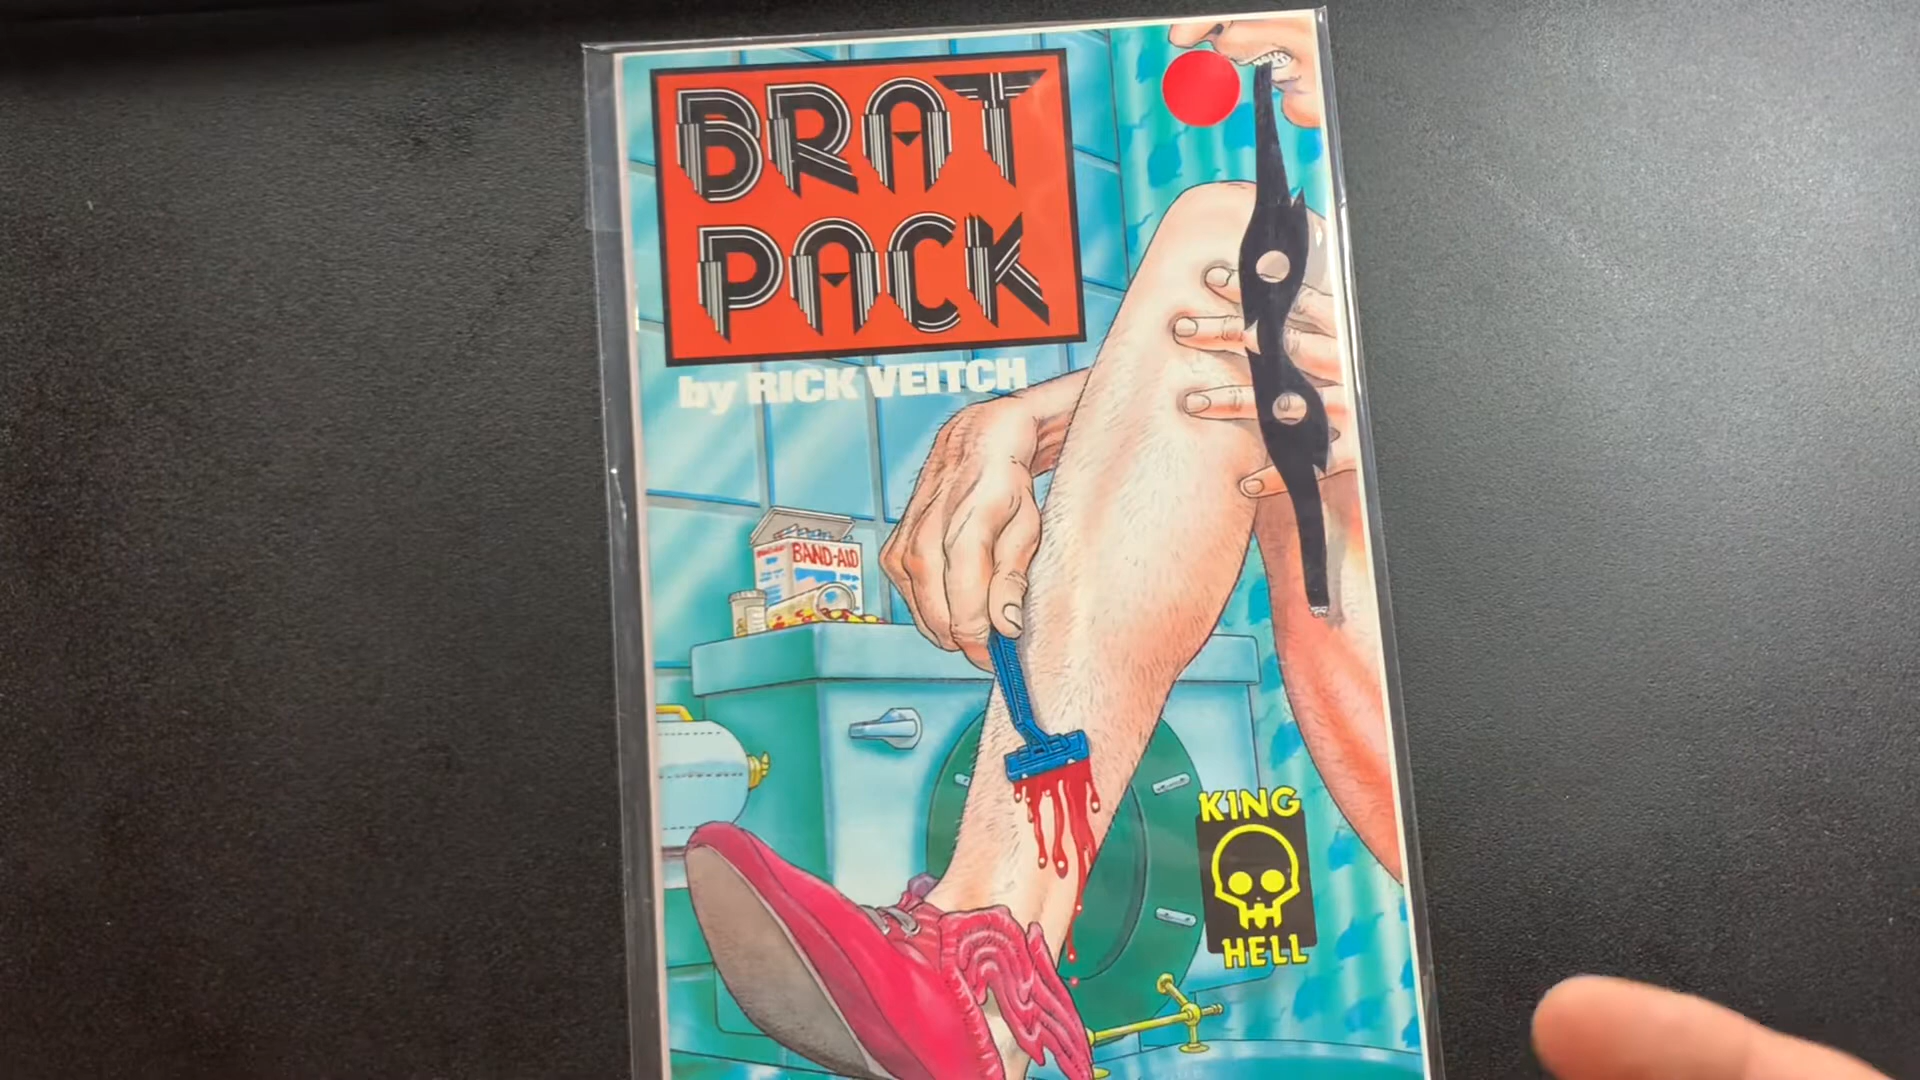 BRAT
PACK
by RICK VEITCH
BAND-AID
KING
HELL